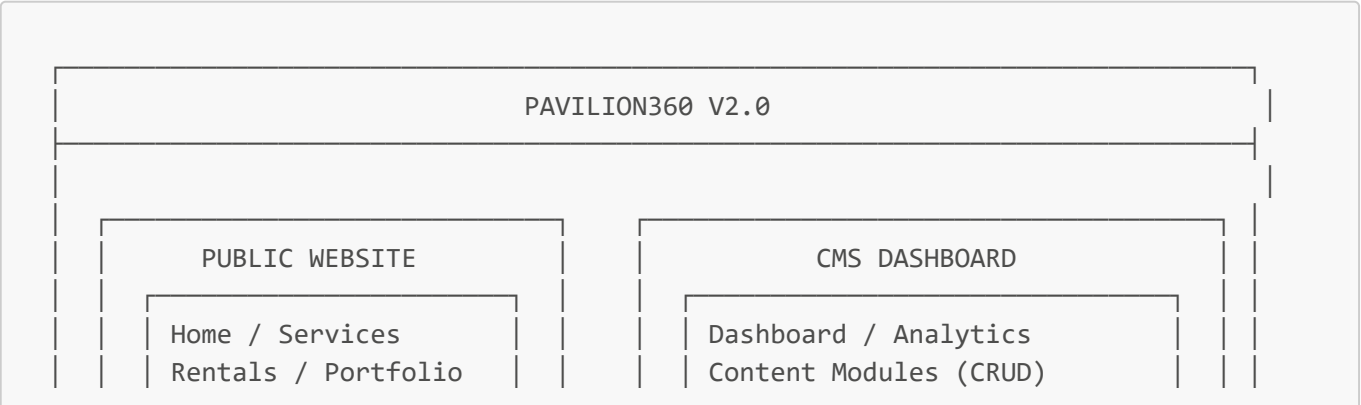 PAVILION360 V2.0
PUBLIC WEBSITE CMS DASHBOARD
Home / Services Dashboard / Analytics
Rentals / Portfolio Content Modules (CRUD)